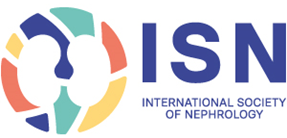 ISN
INTERNATIONAL SOCIETY
OF NEPHROLOGY